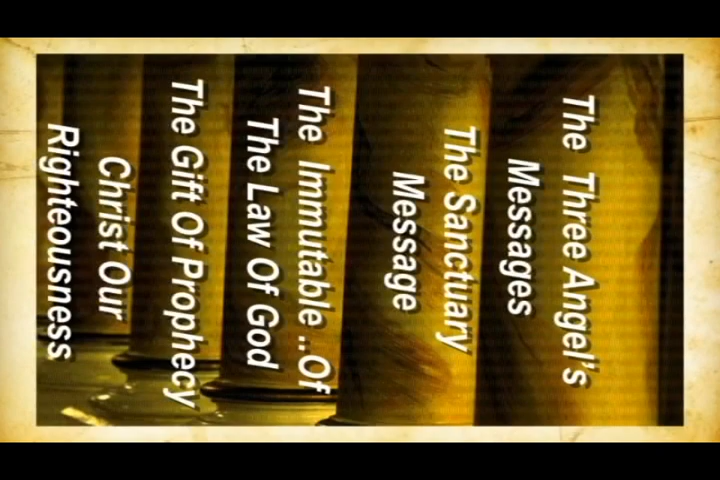 The Three Angel's
Messages
The Sanctuary
Message
The Immutable ..Of
The Law Of God
The Gift Of Prophecy
Christ Our
Righteousness